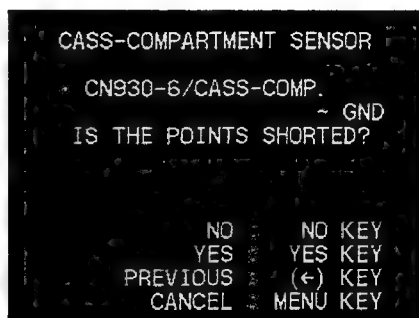 CASS-COMPARTMENT SENSOR
CN930-6/CASS-COMP.
~ GND
IS THE POINTS SHORTED?
NO : NO KEY
YES : YES KEY
PREVIOUS : (←) KEY
CANCEL : MENU KEY